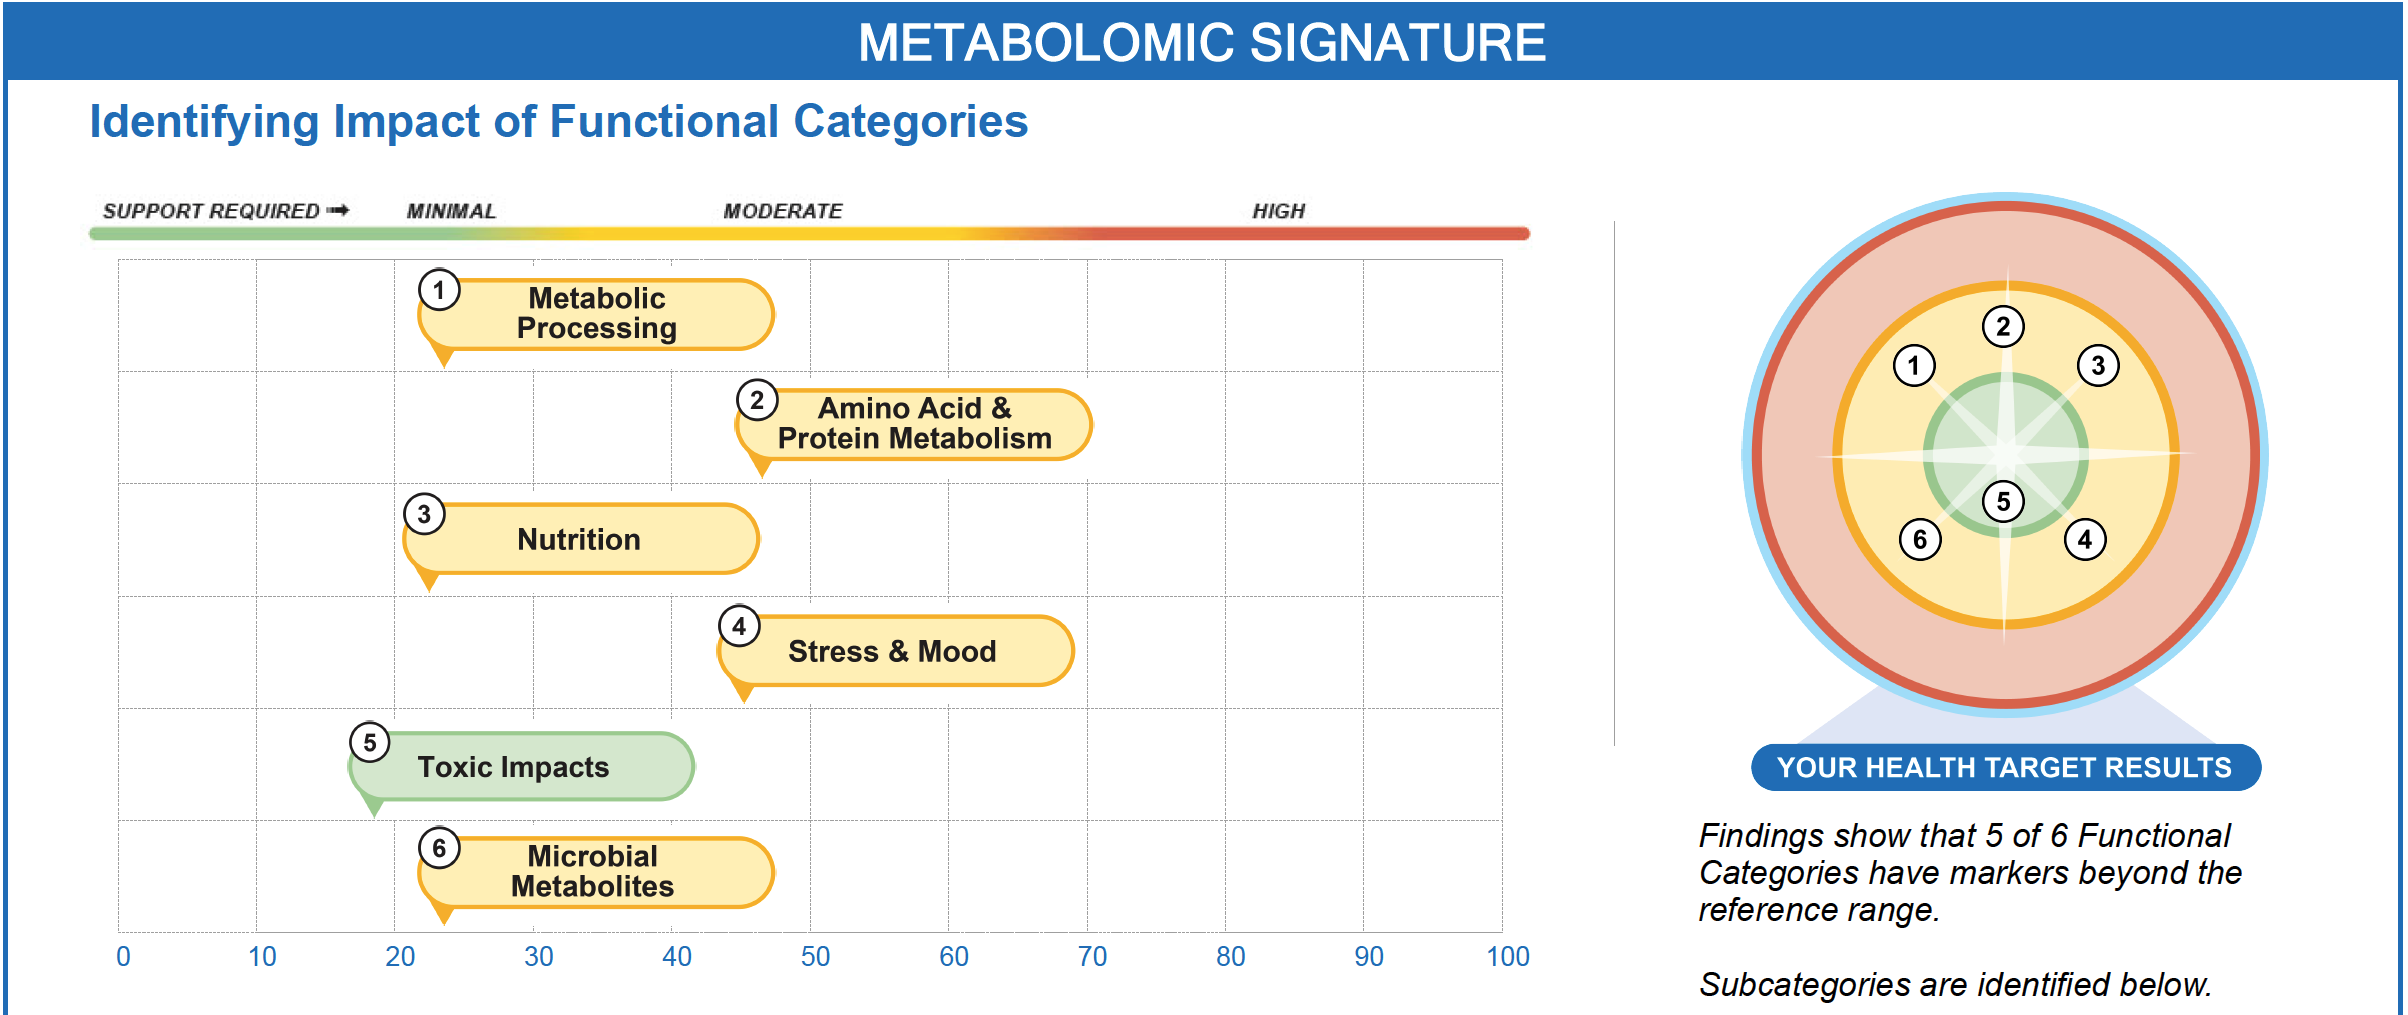 METABOLOMIC SIGNATURE
Identifying Impact of Functional Categories
SUPPORT REQUIRED ➟ MINIMAL MODERATE HIGH
1 Metabolic
Processing
2 Amino Acid &
Protein Metabolism
3 Nutrition
4 Stress & Mood
5 Toxic Impacts
6 Microbial
Metabolites
0 10 20 30 40 50 60 70 80 90 100
2
1 3
5
6 4
YOUR HEALTH TARGET RESULTS
Findings show that 5 of 6 Functional
Categories have markers beyond the
reference range.
Subcategories are identified below.